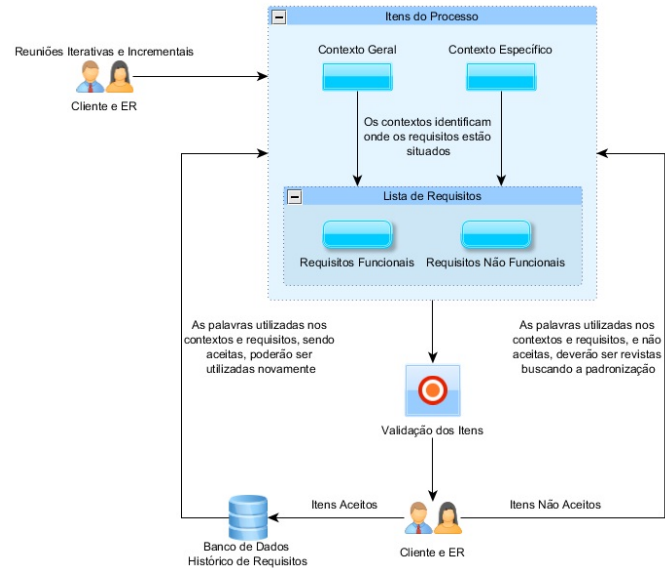 Itens do Processo
Reuniões Iterativas e Incrementais
Cliente e ER
Contexto Geral
Contexto Específico
Os contextos identificam
onde os requisitos estão
situados
Lista de Requisitos
Requisitos Funcionais
Requisitos Não Funcionais
As palavras utilizadas nos
contextos e requisitos, sendo
aceitas, poderão ser
utilizadas novamente
As palavras utilizadas nos
contextos e requisitos, e não
aceitas, deverão ser revistas
buscando a padronização
Validação dos Itens
Itens Aceitos
Itens Não Aceitos
Banco de Dados
Histórico de Requisitos
Cliente e ER